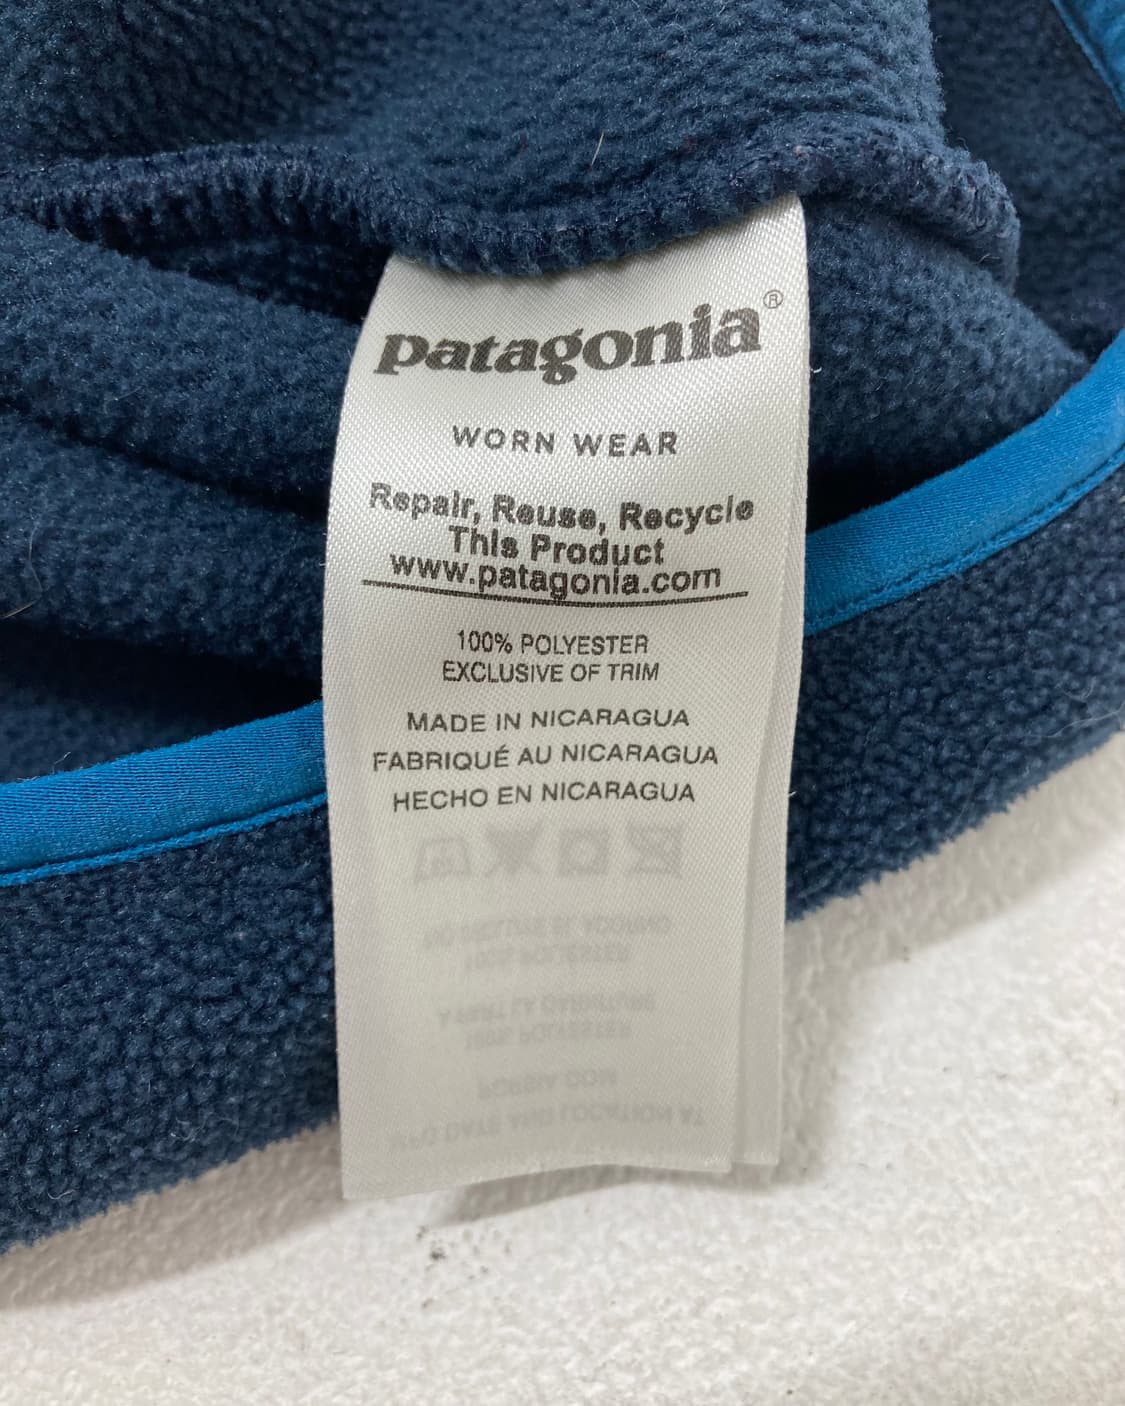 patagonia®
WORN WEAR
Repair, Reuse, Recycle
This Product
www.patagonia.com
100% POLYESTER
EXCLUSIVE OF TRIM
MADE IN NICARAGUA
FABRIQUÉ AU NICARAGUA
HECHO EN NICARAGUA